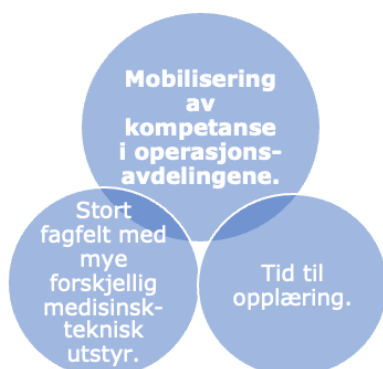 Mobilisering
av
kompetanse
i operasjons-
avdelingene.
Stort
fagfelt med
mye
forskjellig
medisinsk-
teknisk
utstyr.
Tid til
opplæring.